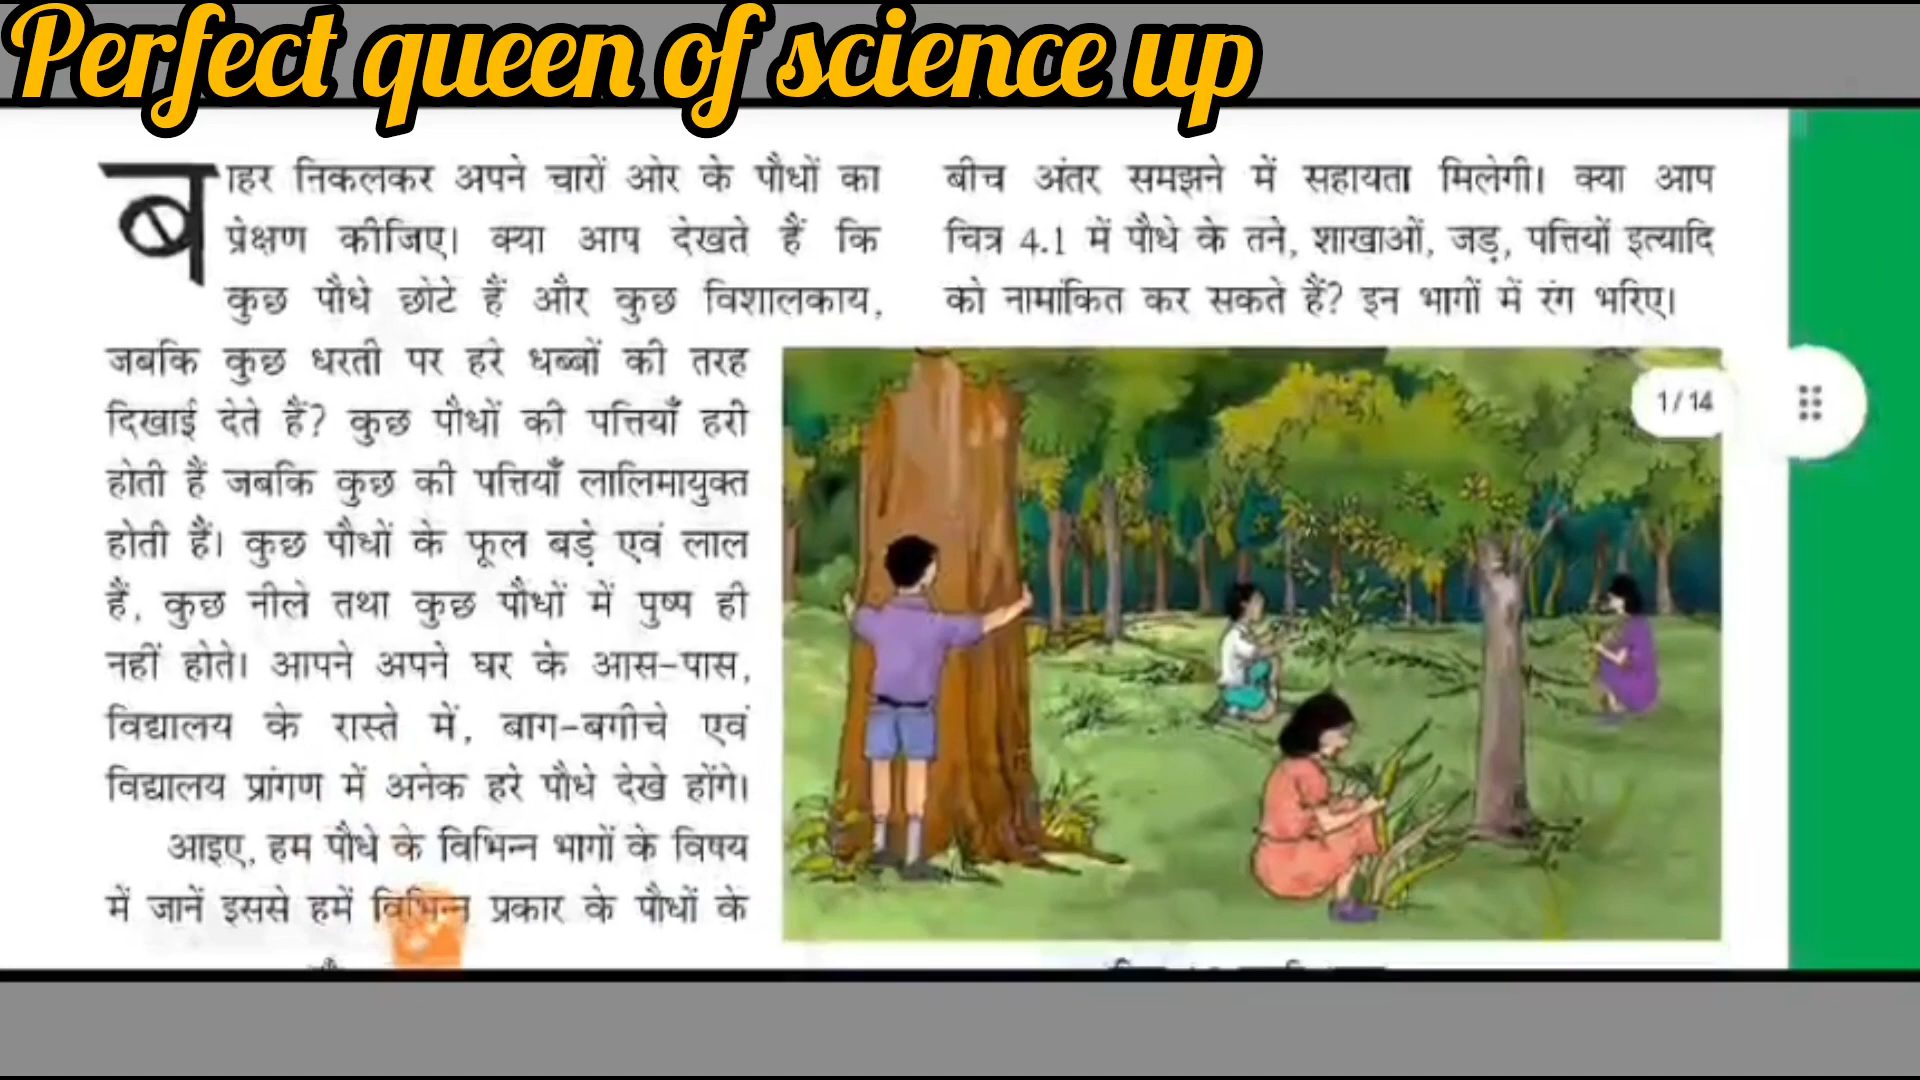 Perfect queen of science up
बाहर निकलकर अपने चारों ओर के पौधों का
प्रेक्षण कीजिए। क्या आप देखते हैं कि
कुछ पौधे छोटे हैं और कुछ विशालकाय,
जबकि कुछ धरती पर हरे धब्बों की तरह
दिखाई देते हैं? कुछ पौधों की पत्तियाँ हरी
होती हैं जबकि कुछ की पत्तियाँ लालिमायुक्त
होती हैं। कुछ पौधों के फूल बड़े एवं लाल
हैं, कुछ नीले तथा कुछ पौधों में पुष्प ही
नहीं होते। आपने अपने घर के आस-पास,
विद्यालय के रास्ते में, बाग-बगीचे एवं
विद्यालय प्रांगण में अनेक हरे पौधे देखे होंगे।
आइए, हम पौधे के विभिन्न भागों के विषय
में जानें इससे हमें विभिन्न प्रकार के पौधों के
बीच अंतर समझने में सहायता मिलेगी। क्या आप
चित्र 4.1 में पौधे के तने, शाखाओं, जड़, पत्तियों इत्यादि
को नामांकित कर सकते हैं? इन भागों में रंग भरिए।
1/14